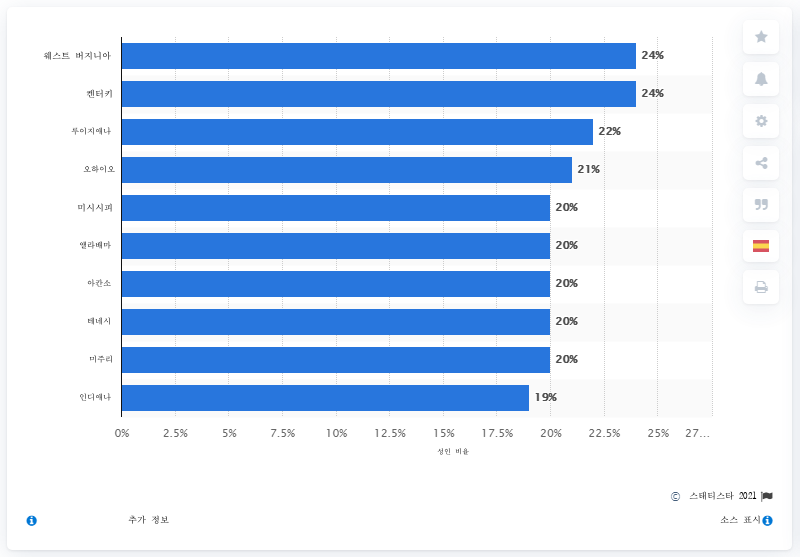 웨스트 버지니아 24%
켄터키 24%
루이지애나 22%
오하이오 21%
미시시피 20%
앨라배마 20%
아칸소 20%
테네시 20%
미주리 20%
인디애나 19%
0% 2.5% 5% 7.5% 10% 12.5% 15% 17.5% 20% 22.5% 25% 27...
성인 비율
© 스태티스타 2021
추가 정보 소스 표시